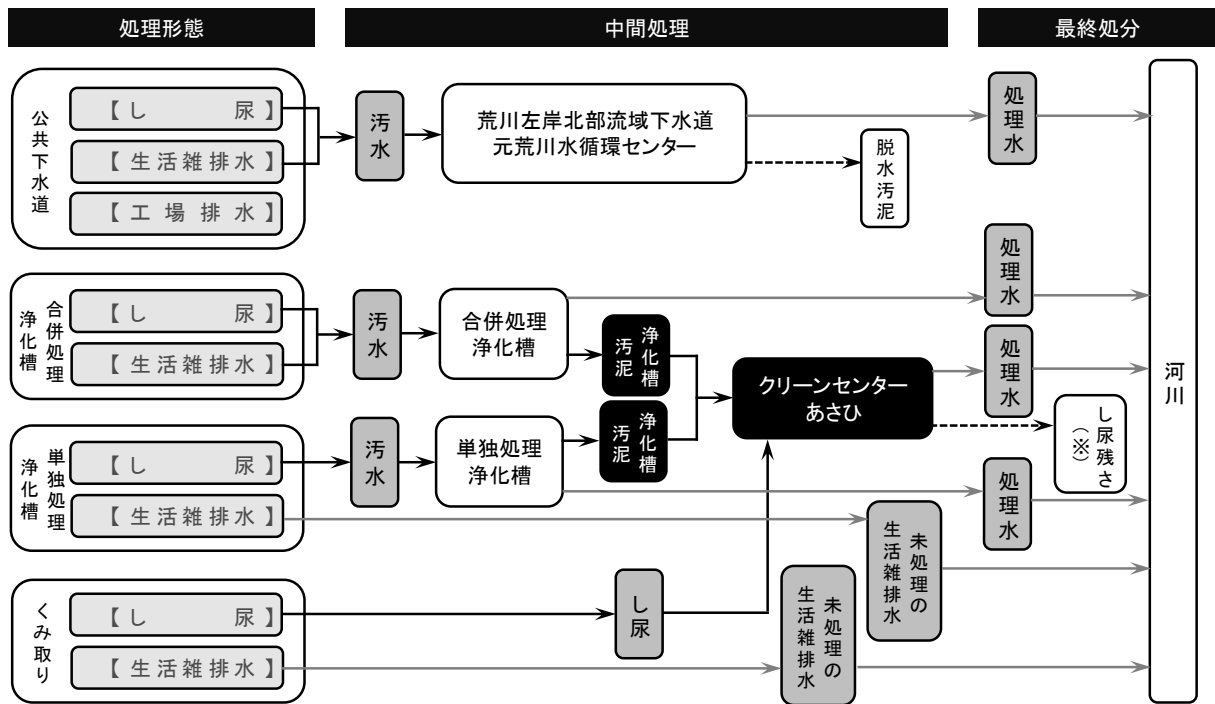 処理形態
中間処理
最終処分
公共下水道
【し尿】
【生活雑排水】
【工場排水】
汚水
荒川左岸北部流域下水道
元荒川水循環センター
脱水汚泥
処理水
合併処理
浄化槽
【し尿】
【生活雑排水】
汚水
合併処理
浄化槽
浄化槽
汚泥
処理水
単独処理
浄化槽
【し尿】
【生活雑排水】
汚水
単独処理
浄化槽
浄化槽
汚泥
クリーンセンター
あさひ
処理水
し尿残さ
（※）
処理水
未処理の
生活雑排水
くみ取り
【し尿】
【生活雑排水】
し尿
未処理の
生活雑排水
河川